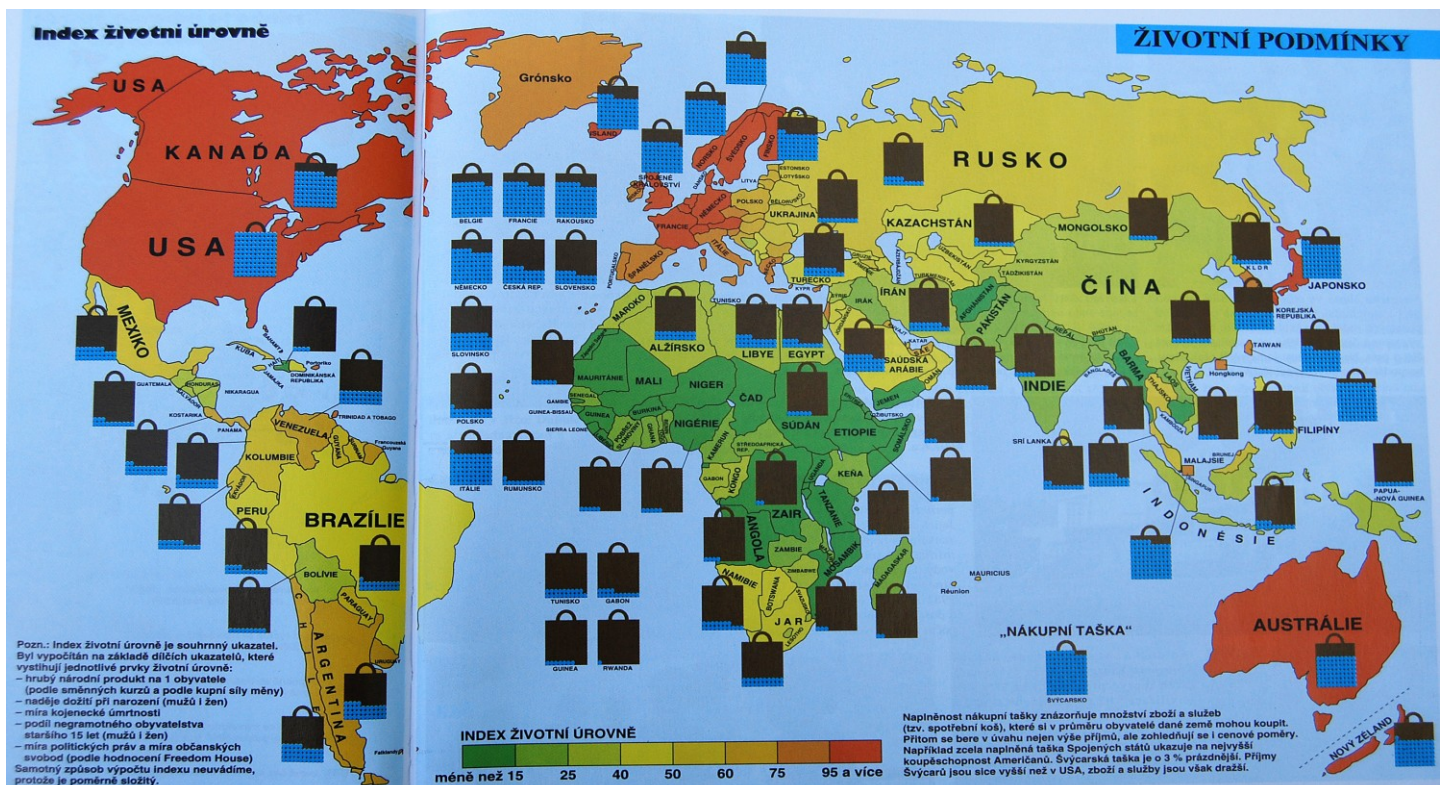 Index životní úrovně
ŽIVOTNÍ PODMÍNKY
USA
KANADA
USA
Grónsko
ISLAND
NORSKO
ŠVÉDSKO
FINSKO
SPOJENÉ
KRÁLOVSTVÍ
ESTONSKO
LOTYŠSKO
LITVA
POLSKO
BĚLORUSKO
UKRAJINA
NĚMECKO
FRANCIE
ŠPANĚLSKO
PORTUGALSKO
ITÁLIE
ŘECKO
TURECKO
KYPR
RUSKO
KAZACHSTÁN
MONGOLSKO
ČÍNA
UZBEKISTÁN
TURKMENISTÁN
KYRGYZSTÁN
TÁDŽIKISTÁN
GRUZIE
KLDR
JAPONSKO
KOREJSKÁ
REPUBLIKA
TAIWAN
Hongkong
BELGIE
FRANCIE
RAKOUSKO
NĚMECKO
ČESKÁ REP.
SLOVENSKO
SLOVINSKO
POLSKO
ITÁLIE
RUMUNSKO
TUNISKO
GABON
GUINEA
RWANDA
MEXIKO
KUBA
BAHAMY
JAMAJKA
DOMINIKÁNSKÁ
REPUBLIKA
Portoriko
GUATEMALA
HONDURAS
SALVADOR
NIKARAGUA
KOSTARIKA
PANAMA
TRINIDAD A TOBAGO
VENEZUELA
GUYANA
Francouzská
Guyana
KOLUMBIE
EKVÁDOR
PERU
BRAZÍLIE
BOLÍVIE
PARAGUAY
CHILE
ARGENTINA
URUGUAY
Falklandy
MAROKO
ALŽÍRSKO
TUNISKO
LIBYE
EGYPT
MAURITÁNIE
MALI
NIGER
ČAD
SÚDÁN
SENEGAL
GAMBIE
GUINEA-BISSAU
GUINEA
SIERRA LEONE
BURKINA
GHANA
NIGÉRIE
KAMERUN
STŘEDOAFRICKÁ
REP.
ETIOPIE
DŽIBUTSKO
SOMÁLSKO
GABON
KONGO
ZAIR
UGANDA
KEŇA
TANZANIE
ANGOLA
ZAMBIE
ZIMBABWE
MOSAMBIK
MADAGASKAR
NAMIBIE
BOTSWANA
JAR
LESOTHO
MAURICIUS
Réunion
SÝRIE
IRÁK
ÍRÁN
KUVAJT
KATAR
SAE
SAÚDSKÁ
ARÁBIE
OMÁN
JEMEN
AFGHÁNISTÁN
PÁKISTÁN
INDIE
NEPÁL
BHÚTÁN
BANGLADÉŠ
BARMA
THAJSKO
LAOS
VIETNAM
KAMBODŽA
SRÍ LANKA
MALAJSIE
BRUNEJ
SINGAPUR
FILIPÍNY
INDONÉSIE
PAPUA-
-NOVÁ GUINEA
AUSTRÁLIE
NOVÝ ZÉLAND
Pozn.: Index životní úrovně je souhrnný ukazatel.
Byl vypočítán na základě dílčích ukazatelů, které
vystihují jednotlivé prvky životní úrovně:
– hrubý národní produkt na 1 obyvatele
(podle směnných kurzů a podle kupní síly měny)
– naděje dožití při narození (mužů i žen)
– míra kojenecké úmrtnosti
– podíl negramotného obyvatelstva
staršího 15 let (mužů i žen)
– míra politických práv a míra občanských
svobod (podle hodnocení Freedom House)
Samotný způsob výpočtu indexu neuvádíme,
protože je poměrně složitý.
INDEX ŽIVOTNÍ ÚROVNĚ
méně než 15 25 40 50 60 75 95 a více
„NÁKUPNÍ TAŠKA"
ŠVÝCARSKO
Naplněnost nákupní tašky znázorňuje množství zboží a služeb
(tzv. spotřební koš), které si v průměru obyvatelé dané země mohou koupit.
Přitom se bere v úvahu nejen výše příjmů, ale zohledňují se i cenové poměry.
Například zcela naplněná taška Spojených států ukazuje na nejvyšší
koupěschopnost Američanů. Švýcarská taška je o 3 % prázdnější. Příjmy
Švýcarů jsou sice vyšší než v USA, zboží a služby jsou však dražší.